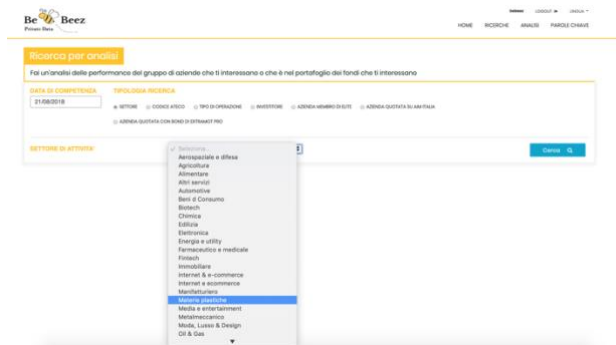 Be Beez
Private Data
LOGOUT LINGUA
HOME RICERCHE ANALISI PAROLE CHIAVE
Ricerca per analisi
Fai un'analisi delle performance del gruppo di aziende che ti interessano o che è nel portafoglio dei fondi che ti interessano
DATA DI COMPETENZA TIPOLOGIA RICERCA
21/08/2018
SETTORE CODICE ATECO TIPO DI OPERAZIONE INVESTITORE AZIENDA MEMBRO DI ELITE AZIENDA QUOTATA SU AIM ITALIA
AZIENDA QUOTATA CON BOND DI EXTRAMOT PRO
SETTORE DI ATTIVITA'
Seleziona...
Cerca
Aerospaziale e difesa
Agricoltura
Alimentare
Altri servizi
Automotive
Beni di Consumo
Biotech
Chimica
Edilizia
Elettronica
Energia e utility
Farmaceutico e medicale
Fintech
Immobiliare
Internet & e-commerce
Internet e ecommerce
Manifatturiero
Materie plastiche
Media e entertainment
Metalmeccanico
Moda, Lusso & Design
Oil & Gas